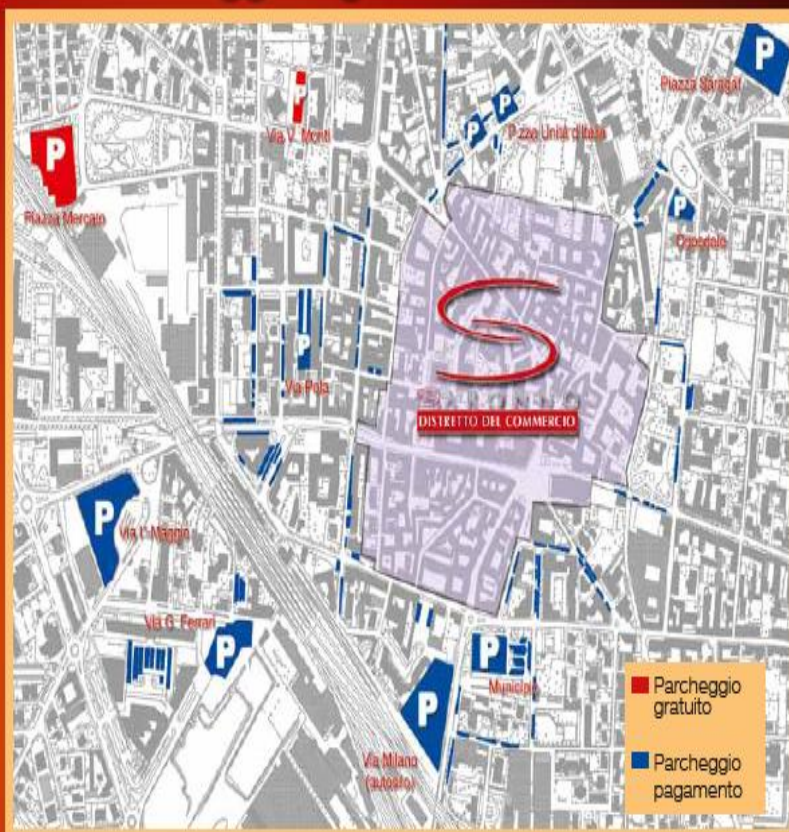 P
Piazza Saragat
P
Via V. Monti
P
P
P.zza Unità d'Italia
P
Piazza Mercato
P
Ospedale
P
Via Pola
DISTRETTO DEL COMMERCIO
P
Via I° Maggio
Via G. Ferrari
P
P
Municipio
P
Via Milano
(autosilo)
Parcheggio
gratuito
Parcheggio
pagamento